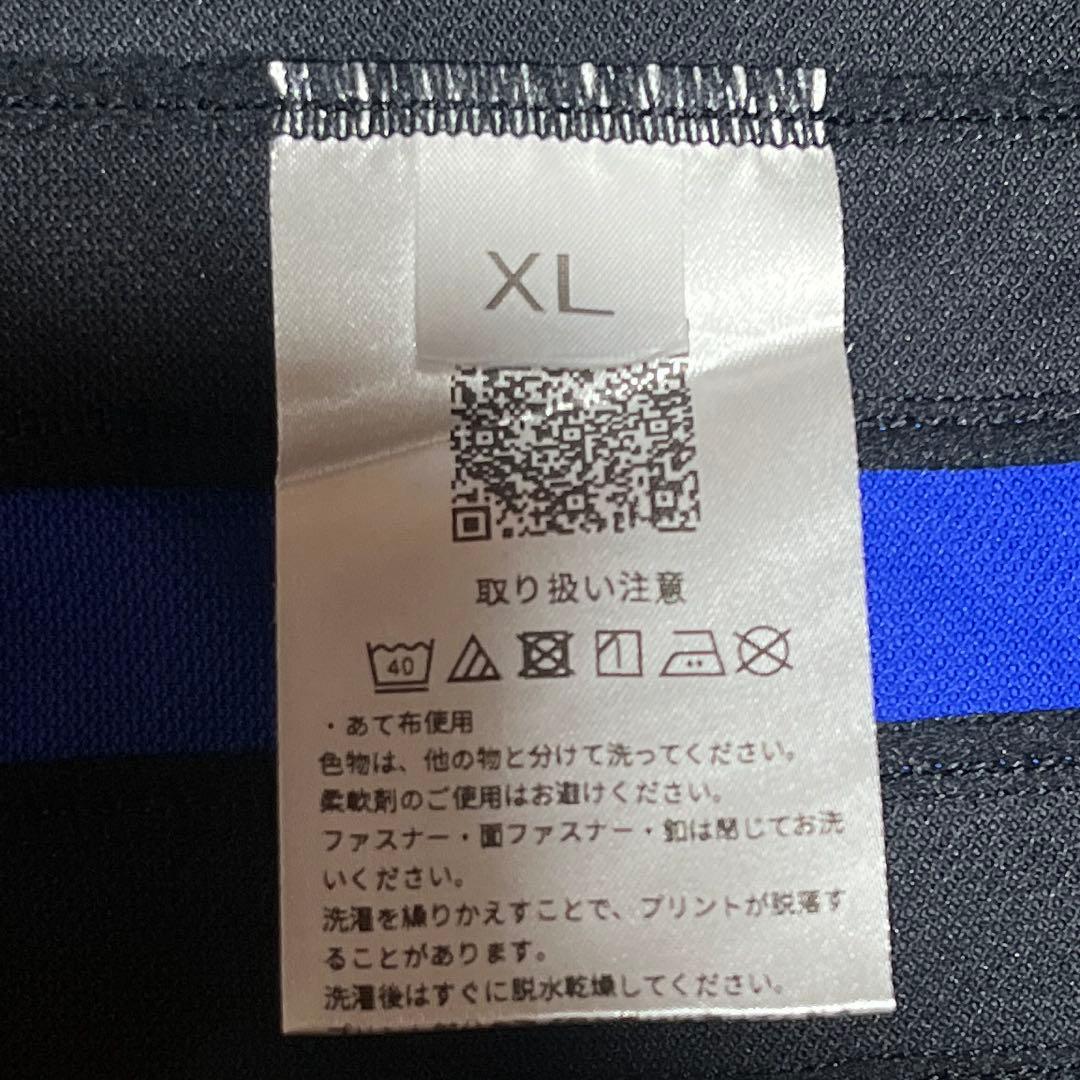 XL
取り扱い注意
40
・あて布使用
色物は、他の物と分けて洗ってください。
柔軟剤のご使用はお避けください。
ファスナー・面ファスナー・釦は閉じてお洗
いください。
洗濯を繰りかえすことで、プリントが脱落す
ることがあります。
洗濯後はすぐに脱水乾燥してください。